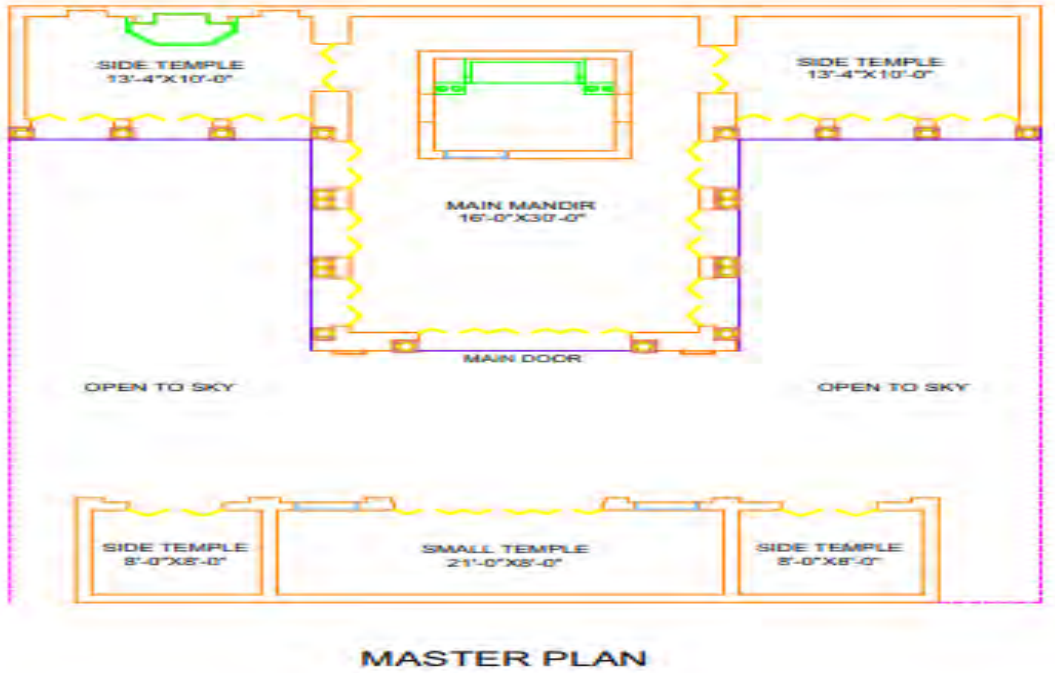 SIDE TEMPLE
13'-4"X10'-0"
SIDE TEMPLE
13'-4"X10'-0"
MAIN MANDIR
16'-0"X30'-0"
MAIN DOOR
OPEN TO SKY
OPEN TO SKY
SIDE TEMPLE
8'-0"X8'-0"
SMALL TEMPLE
21'-0"X8'-0"
SIDE TEMPLE
8'-0"X8'-0"
MASTER PLAN